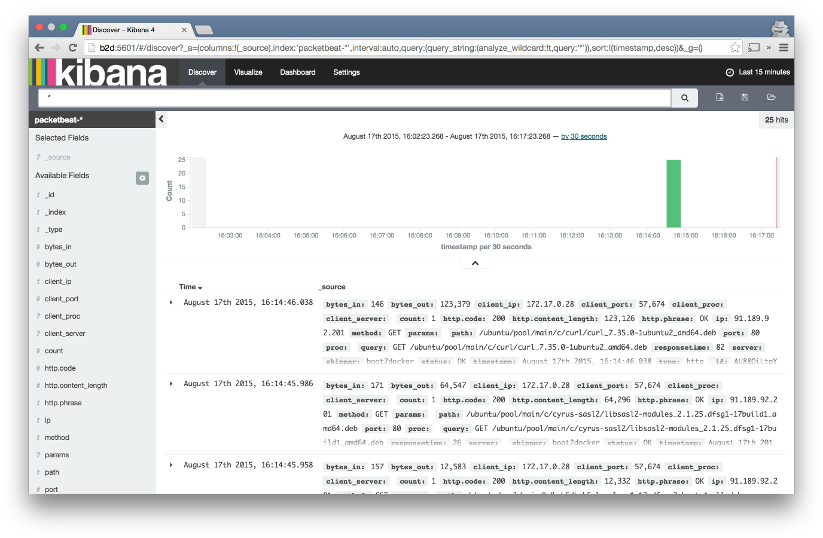 Discover - Kibana 4
b2d:5601/#/discover?_a=(columns:!(_source),index:'packetbeat-*',interval:auto,query:(query_string:(analyze_wildcard:!t,query:'*')),sort:!(timestamp,desc))&_g=()
kibana Discover Visualize Dashboard Settings Last 15 minutes
*
packetbeat-* 25 hits
Selected Fields
August 17th 2015, 16:02:23.268 - August 17th 2015, 16:17:23.268 — by 30 seconds
? _source
Available Fields
t _id
t _index
t _type
# bytes_in
# bytes_out
t client_ip
# client_port
? client_proc
? client_server
# count
# http.code
# http.content_length
t http.phrase
t ip
t method
? params
t path
# port
Count
25
20
15
10
5
0
16:03:00 16:04:00 16:05:00 16:06:00 16:07:00 16:08:00 16:09:00 16:10:00 16:11:00 16:12:00 16:13:00 16:14:00 16:15:00 16:16:00 16:17:00
timestamp per 30 seconds
Time _source
August 17th 2015, 16:14:46.038 bytes_in: 146 bytes_out: 123,379 client_ip: 172.17.0.28 client_port: 57,674 client_proc:
client_server: count: 1 http.code: 200 http.content_length: 123,126 http.phrase: OK ip: 91.189.9
2.201 method: GET params: path: /ubuntu/pool/main/c/curl/curl_7.35.0-1ubuntu2_amd64.deb port: 80
proc: query: GET /ubuntu/pool/main/c/curl/curl_7.35.0-1ubuntu2_amd64.deb responsetime: 82 server:
shipper: boot2docker status: OK timestamp: August 17th 2015, 16:14:46.038 type: http _id:
August 17th 2015, 16:14:45.986 bytes_in: 171 bytes_out: 64,547 client_ip: 172.17.0.28 client_port: 57,674 client_proc:
client_server: count: 1 http.code: 200 http.content_length: 64,296 http.phrase: OK ip: 91.189.92.2
01 method: GET params: path: /ubuntu/pool/main/c/cyrus-sasl2/libsasl2-modules_2.1.25.dfsg1-17build1_a
md64.deb port: 80 proc: query: GET /ubuntu/pool/main/c/cyrus-sasl2/libsasl2-modules_2.1.25.dfsg1-17bu
ild1_amd64.deb responsetime: 26 server: shipper: boot2docker status: OK timestamp: August 17th 201
August 17th 2015, 16:14:45.958 bytes_in: 157 bytes_out: 12,583 client_ip: 172.17.0.28 client_port: 57,674 client_proc:
client_server: count: 1 http.code: 200 http.content_length: 12,332 http.phrase: OK ip: 91.189.92.2